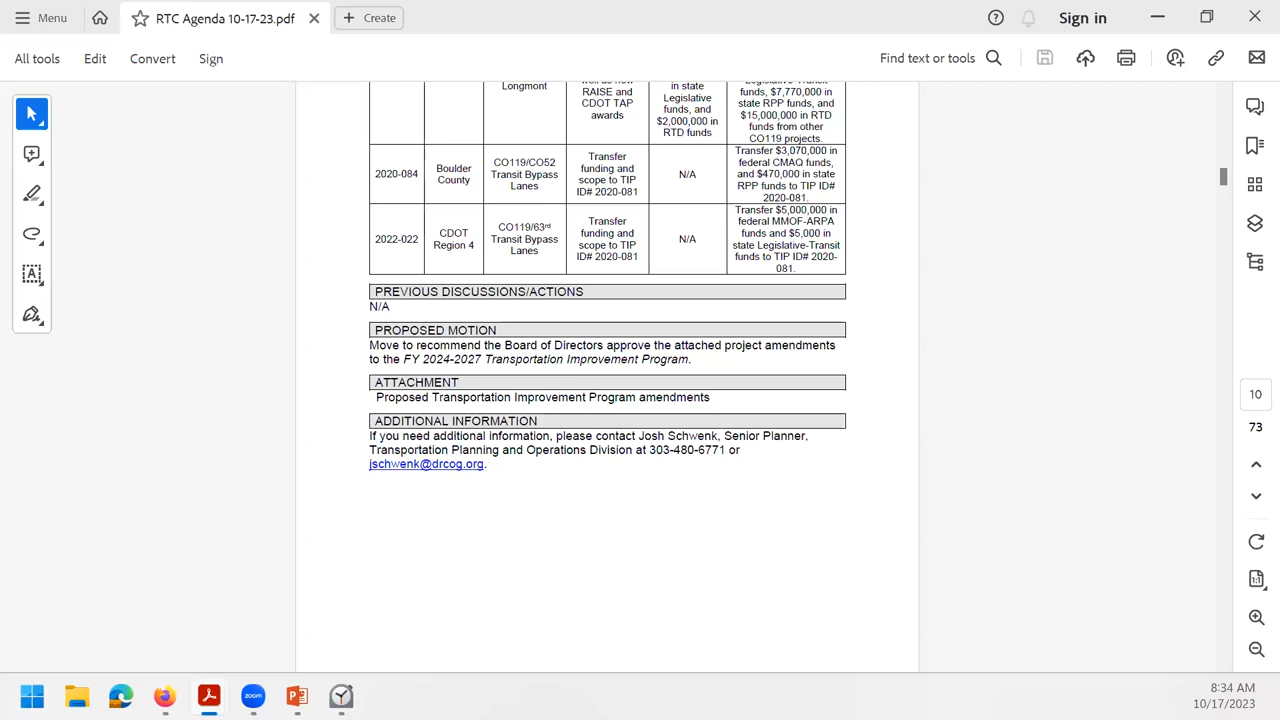 Menu
RTC Agenda 10-17-23.pdf
Create
Sign in
All tools
Edit
Convert
Sign
Find text or tools
Longmont
well as new
RAISE and
CDOT TAP
awards
in state
Legislative
funds, and
$2,000,000 in
RTD funds
Legislative-Transit
funds, $7,770,000 in
state RPP funds, and
$15,000,000 in RTD
funds from other
CO119 projects.
2020-084
Boulder
County
CO119/CO52
Transit Bypass
Lanes
Transfer
funding and
scope to TIP
ID# 2020-081
N/A
Transfer $3,070,000 in
federal CMAQ funds,
and $470,000 in state
RPP funds to TIP ID#
2020-081.
2022-022
CDOT
Region 4
CO119/63rd
Transit Bypass
Lanes
Transfer
funding and
scope to TIP
ID# 2020-081
N/A
Transfer $5,000,000 in
federal MMOF-ARPA
funds and $5,000 in
state Legislative-Transit
funds to TIP ID# 2020-
081.
PREVIOUS DISCUSSIONS/ACTIONS
N/A
PROPOSED MOTION
Move to recommend the Board of Directors approve the attached project amendments
to the FY 2024-2027 Transportation Improvement Program.
ATTACHMENT
Proposed Transportation Improvement Program amendments
ADDITIONAL INFORMATION
If you need additional information, please contact Josh Schwenk, Senior Planner,
Transportation Planning and Operations Division at 303-480-6771 or
jschwenk@drcog.org.
10
73
1:1
zoom
8:34 AM
10/17/2023